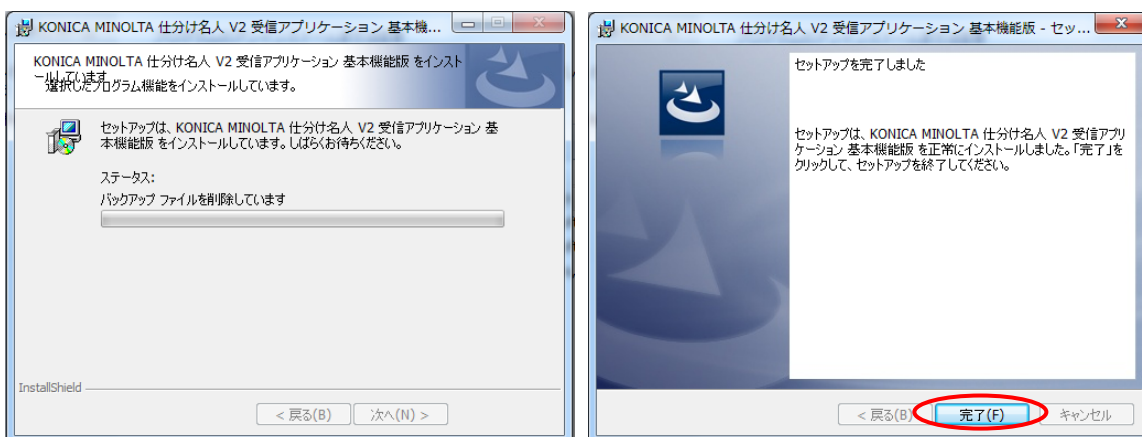 KONICA MINOLTA 仕分け名人 V2 受信アプリケーション 基本機...
KONICA MINOLTA 仕分け名人 V2 受信アプリケーション 基本機能版 をインスト
ールしています
選択したプログラム機能をインストールしています。
セットアップは、KONICA MINOLTA 仕分け名人 V2 受信アプリケーション 基
本機能版 をインストールしています。しばらくお待ちください。
ステータス:
バックアップ ファイルを削除しています
InstallShield
< 戻る(B)
次へ(N) >
KONICA MINOLTA 仕分け名人 V2 受信アプリケーション 基本機能版 - セッ...
セットアップを完了しました
セットアップは、KONICA MINOLTA 仕分け名人 V2 受信アプリ
ケーション 基本機能版 を正常にインストールしました。「完了」を
クリックして、セットアップを終了してください。
< 戻る(B)
完了(F)
キャンセル